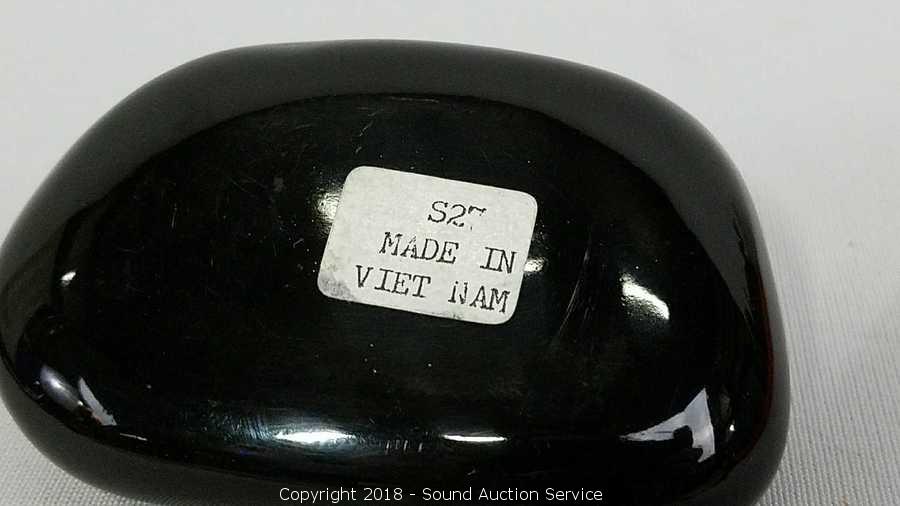 S27
MADE IN
VIET NAM
Copyright 2018 - Sound Auction Service